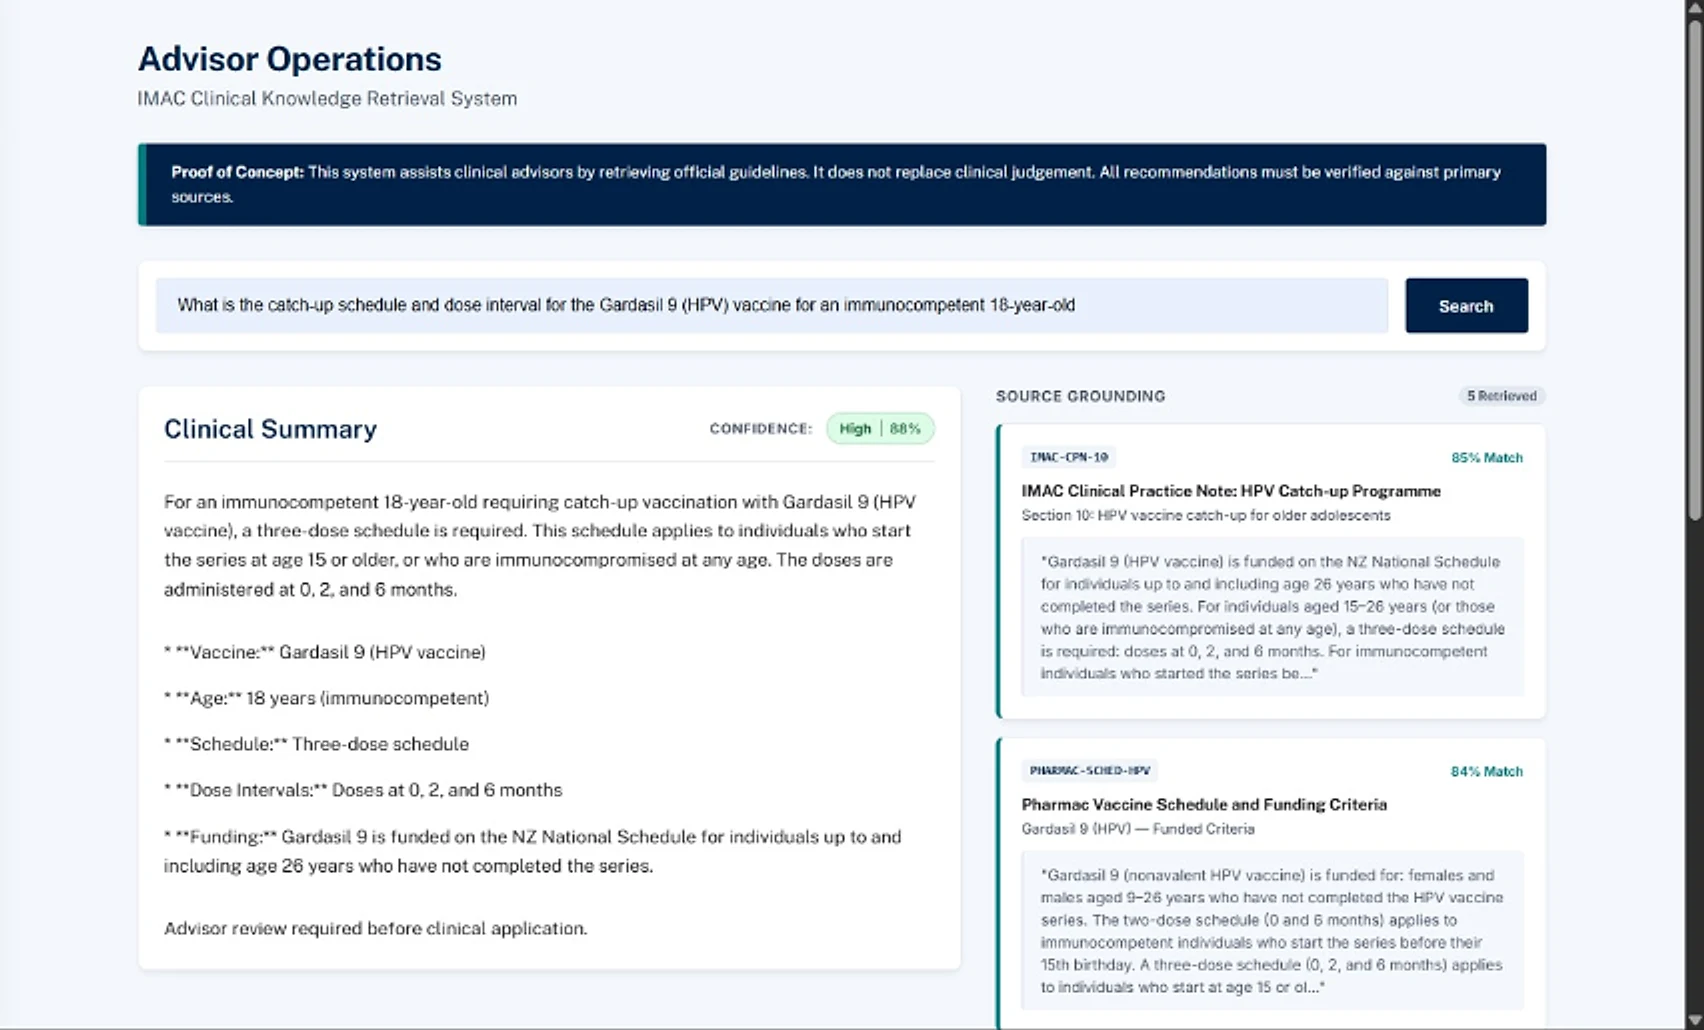 Advisor Operations
IMAC Clinical Knowledge Retrieval System
Proof of Concept: This system assists clinical advisors by retrieving official guidelines. It does not replace clinical judgement. All recommendations must be verified against primary
sources.
What is the catch-up schedule and dose interval for the Gardasil 9 (HPV) vaccine for an immunocompetent 18-year-old
Search
Clinical Summary
CONFIDENCE:
High | 88%
For an immunocompetent 18-year-old requiring catch-up vaccination with Gardasil 9 (HPV
vaccine), a three-dose schedule is required. This schedule applies to individuals who start
the series at age 15 or older, or who are immunocompromised at any age. The doses are
administered at 0, 2, and 6 months.
* **Vaccine:** Gardasil 9 (HPV vaccine)
* **Age:** 18 years (immunocompetent)
* **Schedule:** Three-dose schedule
* **Dose Intervals:** Doses at 0, 2, and 6 months
* **Funding:** Gardasil 9 is funded on the NZ National Schedule for individuals up to and
including age 26 years who have not completed the series.
Advisor review required before clinical application.
SOURCE GROUNDING
5 Retrieved
IMAC-CPN-10
85% Match
IMAC Clinical Practice Note: HPV Catch-up Programme
Section 10: HPV vaccine catch-up for older adolescents
"Gardasil 9 (HPV vaccine) is funded on the NZ National Schedule
for individuals up to and including age 26 years who have not
completed the series. For individuals aged 15–26 years (or those
who are immunocompromised at any age), a three-dose schedule
is required: doses at 0, 2, and 6 months. For immunocompetent
individuals who started the series be..."
PHARMAC-SCHED-HPV
84% Match
Pharmac Vaccine Schedule and Funding Criteria
Gardasil 9 (HPV) — Funded Criteria
"Gardasil 9 (nonavalent HPV vaccine) is funded for: females and
males aged 9–26 years who have not completed the HPV vaccine
series. The two-dose schedule (0 and 6 months) applies to
immunocompetent individuals who start the series before their
15th birthday. A three-dose schedule (0, 2, and 6 months) applies
to individuals who start at age 15 or ol..."